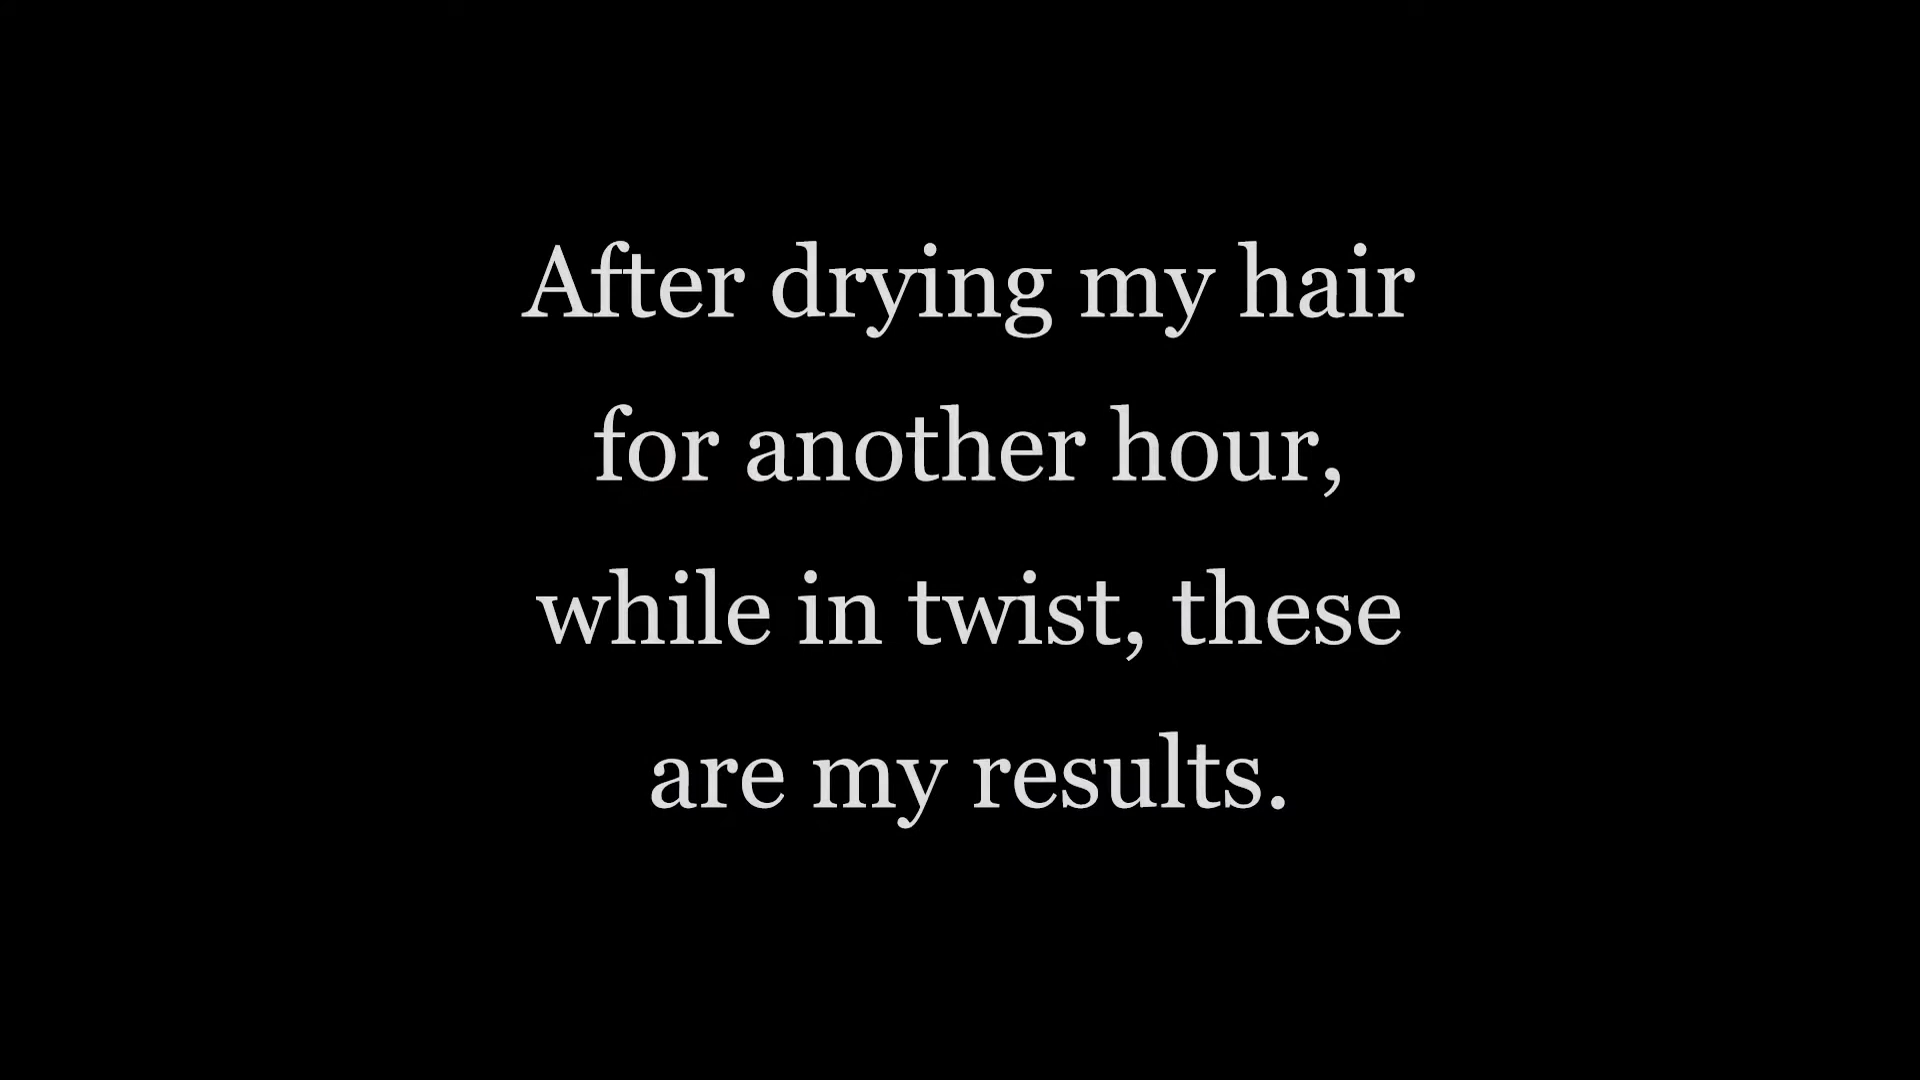 After drying my hair
for another hour,
while in twist, these
are my results.